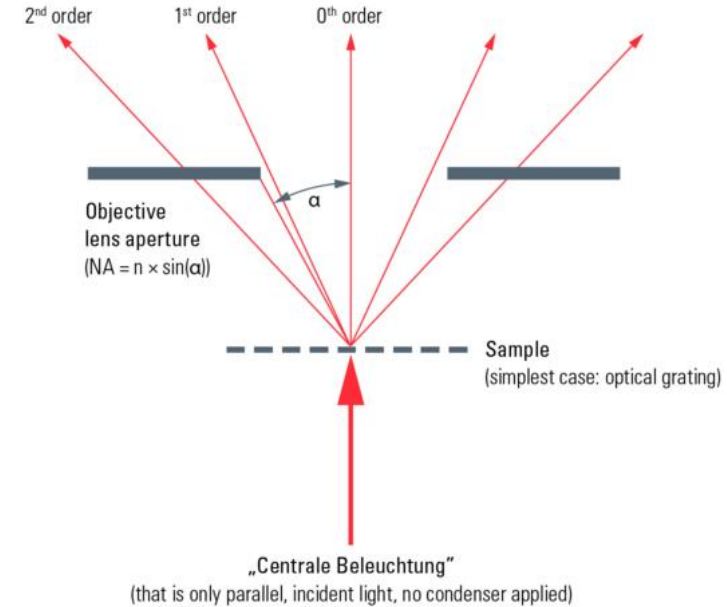 2ⁿᵈ order
1ˢᵗ order
0ᵗʰ order
α
Objective
lens aperture
(NA = n × sin(α))
Sample
(simplest case: optical grating)
„Centrale Beleuchtung”
(that is only parallel, incident light, no condenser applied)